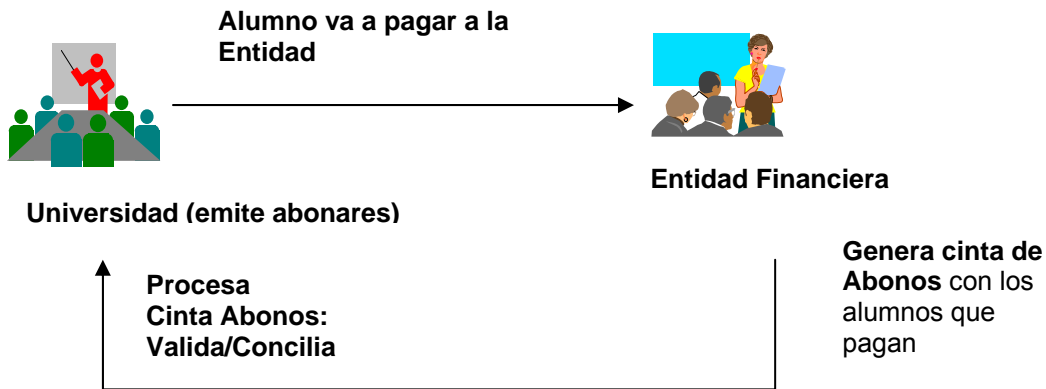 Alumno va a pagar a la
Entidad
Entidad Financiera
Universidad (emite abonares)
Genera cinta de
Abonos con los
alumnos que
pagan
Procesa
Cinta Abonos:
Valida/Concilia